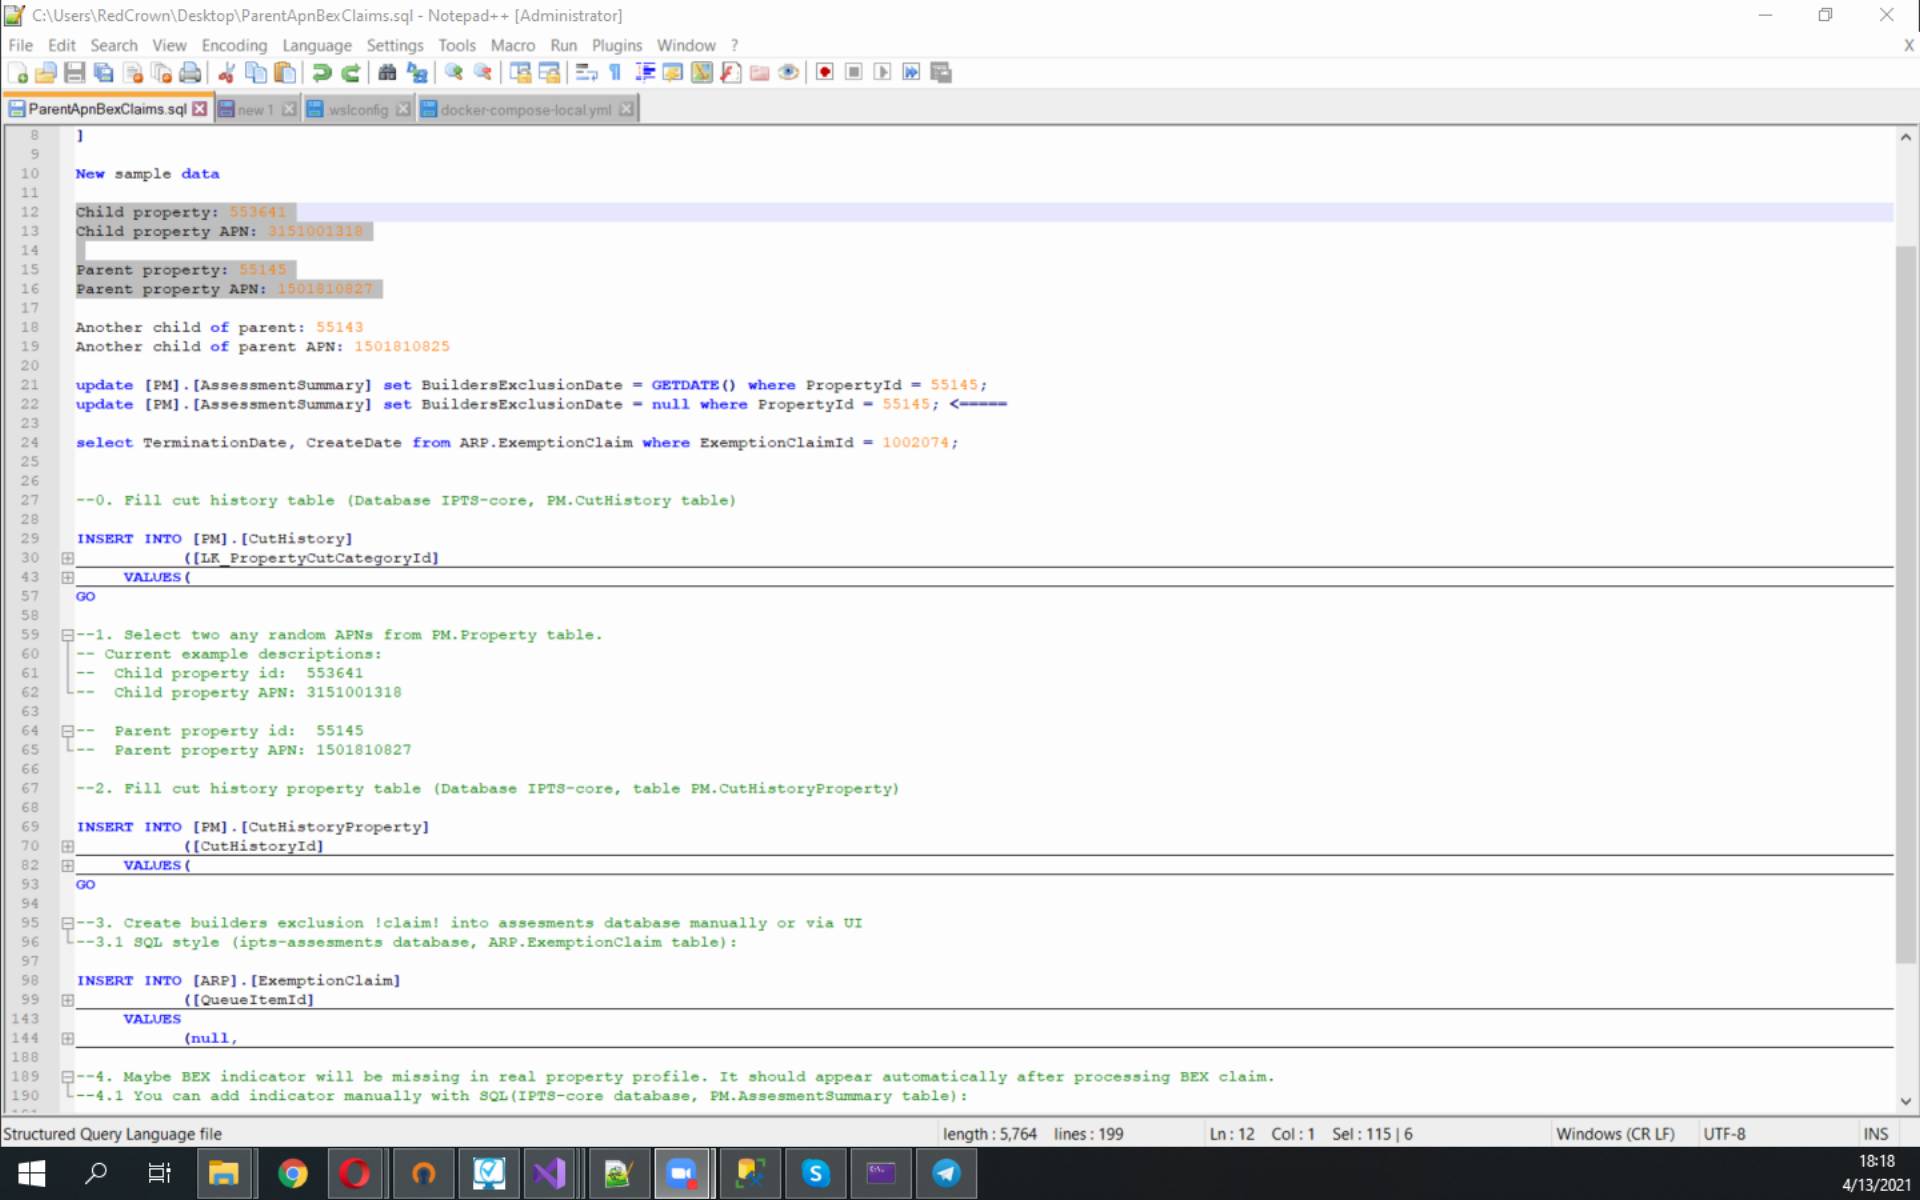 C:\Users\RedCrown\Desktop\ParentApnBexClaims.sql - Notepad++ [Administrator]
File Edit Search View Encoding Language Settings Tools Macro Run Plugins Window ? X
ParentApnBexClaims.sql new 1 wslconfig docker-compose-local.yml
8 ]
9
10 New sample data
11
12 Child property: 553641
13 Child property APN: 3151001318
14
15 Parent property: 55145
16 Parent property APN: 1501810827
17
18 Another child of parent: 55143
19 Another child of parent APN: 1501810825
20
21 update [PM].[AssessmentSummary] set BuildersExclusionDate = GETDATE() where PropertyId = 55145;
22 update [PM].[AssessmentSummary] set BuildersExclusionDate = null where PropertyId = 55145; <=====
23
24 select TerminationDate, CreateDate from ARP.ExemptionClaim where ExemptionClaimId = 1002074;
25
26
27 --0. Fill cut history table (Database IPTS-core, PM.CutHistory table)
28
29 INSERT INTO [PM].[CutHistory]
30 ([LK_PropertyCutCategoryId]
43 VALUES(
57 GO
58
59 --1. Select two any random APNs from PM.Property table.
60 -- Current example descriptions:
61 -- Child property id: 553641
62 -- Child property APN: 3151001318
63
64 -- Parent property id: 55145
65 -- Parent property APN: 1501810827
66
67 --2. Fill cut history property table (Database IPTS-core, table PM.CutHistoryProperty)
68
69 INSERT INTO [PM].[CutHistoryProperty]
70 ([CutHistoryId]
82 VALUES(
93 GO
94
95 --3. Create builders exclusion !claim! into assesments database manually or via UI
96 --3.1 SQL style (ipts-assesments database, ARP.ExemptionClaim table):
97
98 INSERT INTO [ARP].[ExemptionClaim]
99 ([QueueItemId]
143 VALUES
144 (null,
188
189 --4. Maybe BEX indicator will be missing in real property profile. It should appear automatically after processing BEX claim.
190 --4.1 You can add indicator manually with SQL(IPTS-core database, PM.AssesmentSummary table):
Structured Query Language file length : 5,764 lines : 199 Ln : 12 Col : 1 Sel : 115 | 6 Windows (CR LF) UTF-8 INS
18:18
4/13/2021